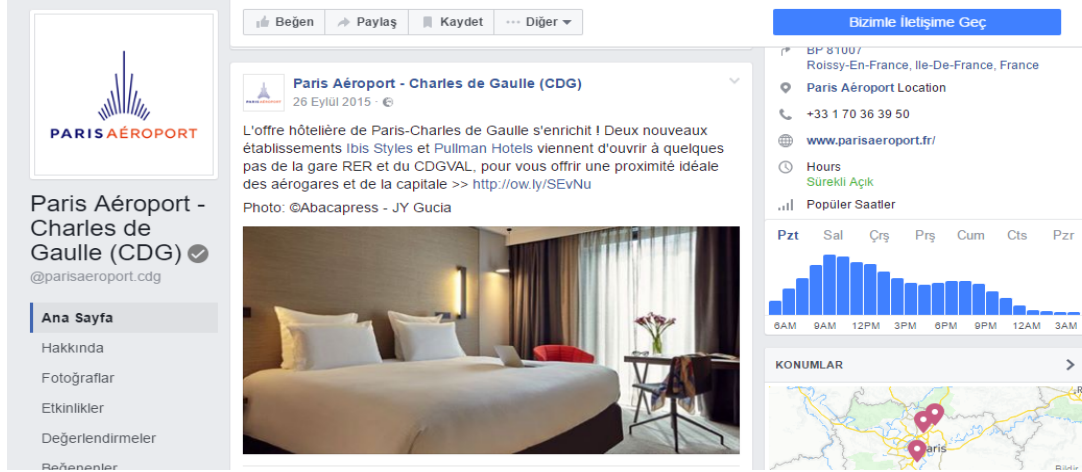 Beğen
Paylaş
Kaydet
Diğer
Bizimle İletişime Geç
PARIS AÉROPORT
Paris Aéroport -
Charles de
Gaulle (CDG)
@parisaeroport.cdg
Ana Sayfa
Hakkında
Fotoğraflar
Etkinlikler
Değerlendirmeler
Beğenenler
Paris Aéroport - Charles de Gaulle (CDG)
26 Eylül 2015 ·
L'offre hôtelière de Paris-Charles de Gaulle s'enrichit ! Deux nouveaux
établissements Ibis Styles et Pullman Hotels viennent d'ouvrir à quelques
pas de la gare RER et du CDGVAL, pour vous offrir une proximité idéale
des aérogares et de la capitale >> http://ow.ly/SEvNu
Photo: ©Abacapress - JY Gucia
BP 81007
Roissy-En-France, Ile-De-France, France
Paris Aéroport Location
+33 1 70 36 39 50
www.parisaeroport.fr/
Hours
Sürekli Açık
Popüler Saatler
Pzt Sal Çrş Prş Cum Cts Pzr
6AM 9AM 12PM 3PM 6PM 9PM 12AM 3AM
KONUMLAR
Paris
Bildir